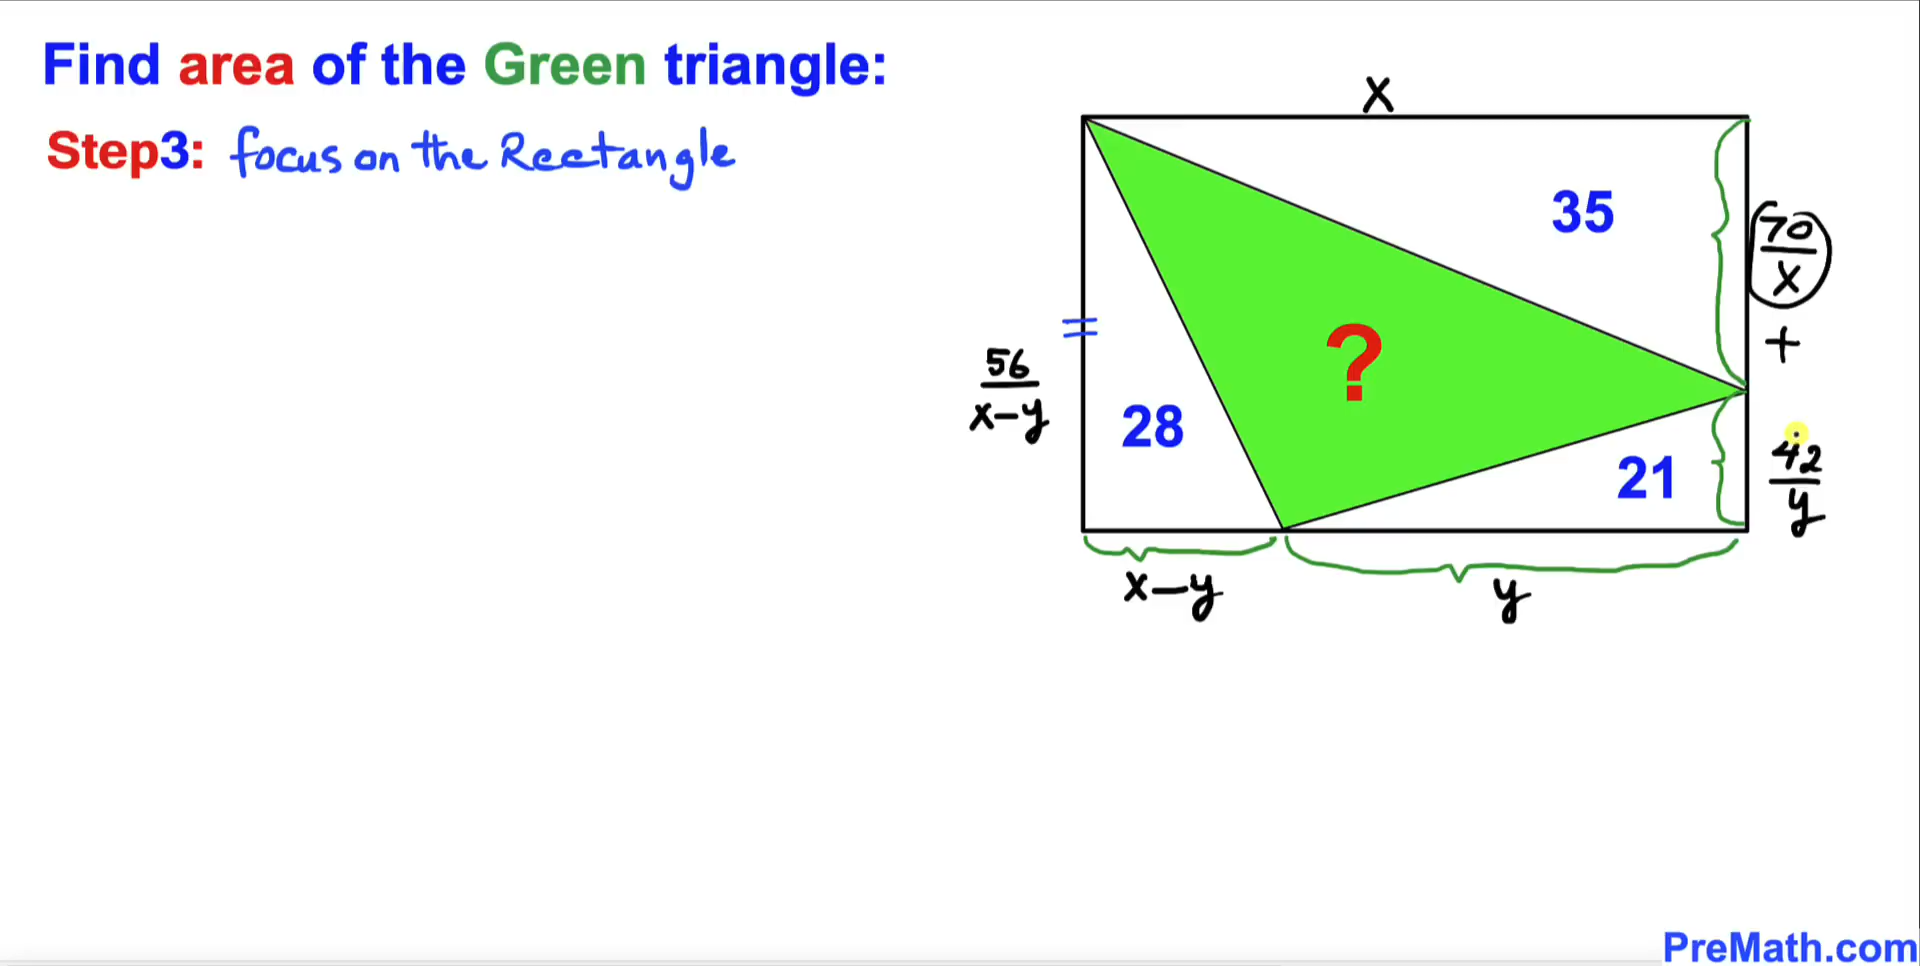 Find area of the Green triangle:
Step3: focus on the Rectangle
x
35
70
x
+
?
56
x-y
28
42
y
21
x-y
y
PreMath.com